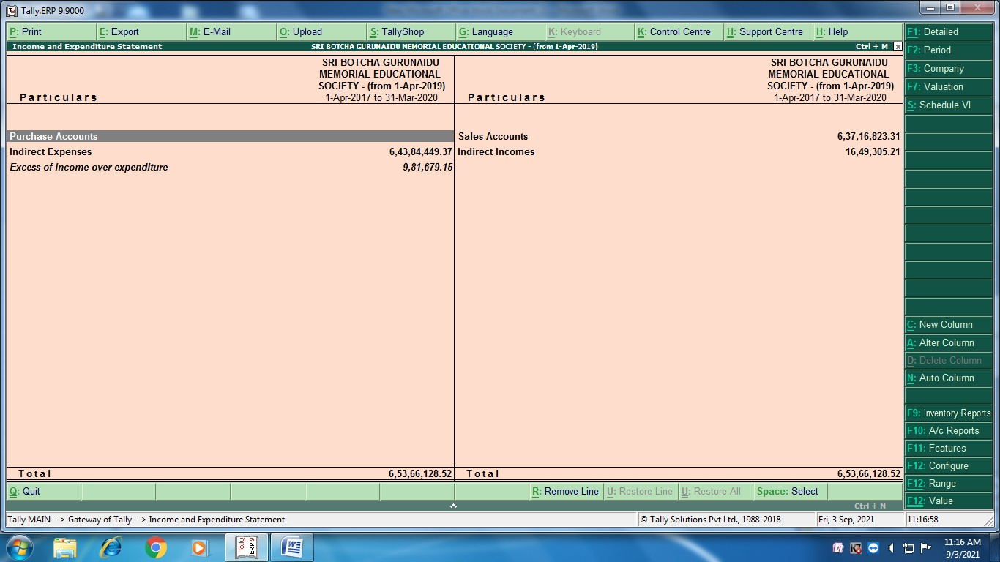 Tally.ERP 9:9000
P: Print E: Export M: E-Mail O: Upload S: TallyShop G: Language K: Keyboard K: Control Centre H: Support Centre H: Help
Income and Expenditure Statement SRI BOTCHA GURUNAIDU MEMORIAL EDUCATIONAL SOCIETY - (from 1-Apr-2019) Ctrl + M
Particulars
SRI BOTCHA GURUNAIDU
MEMORIAL EDUCATIONAL
SOCIETY - (from 1-Apr-2019)
1-Apr-2017 to 31-Mar-2020
Particulars
SRI BOTCHA GURUNAIDU
MEMORIAL EDUCATIONAL
SOCIETY - (from 1-Apr-2019)
1-Apr-2017 to 31-Mar-2020
Purchase Accounts Sales Accounts 6,37,16,823.31
Indirect Expenses 6,43,84,449.37 Indirect Incomes 16,49,305.21
Excess of income over expenditure 9,81,679.15
Total 6,53,66,128.52 Total 6,53,66,128.52
F1: Detailed
F2: Period
F3: Company
F7: Valuation
S: Schedule VI
C: New Column
A: Alter Column
D: Delete Column
N: Auto Column
F9: Inventory Reports
F10: A/c Reports
F11: Features
F12: Configure
F12: Range
F12: Value
Q: Quit R: Remove Line U: Restore Line U: Restore All Space: Select
Ctrl + N
Tally MAIN --> Gateway of Tally --> Income and Expenditure Statement © Tally Solutions Pvt Ltd., 1988-2018 Fri, 3 Sep, 2021 11:16:58
Tally
ERP 9
11:16 AM
9/3/2021